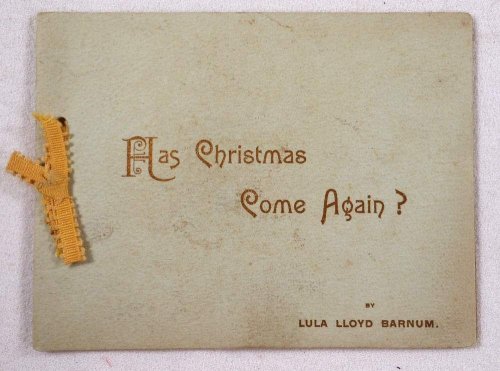 Has Christmas
Come Again?
BY
LULA LLOYD BARNUM.